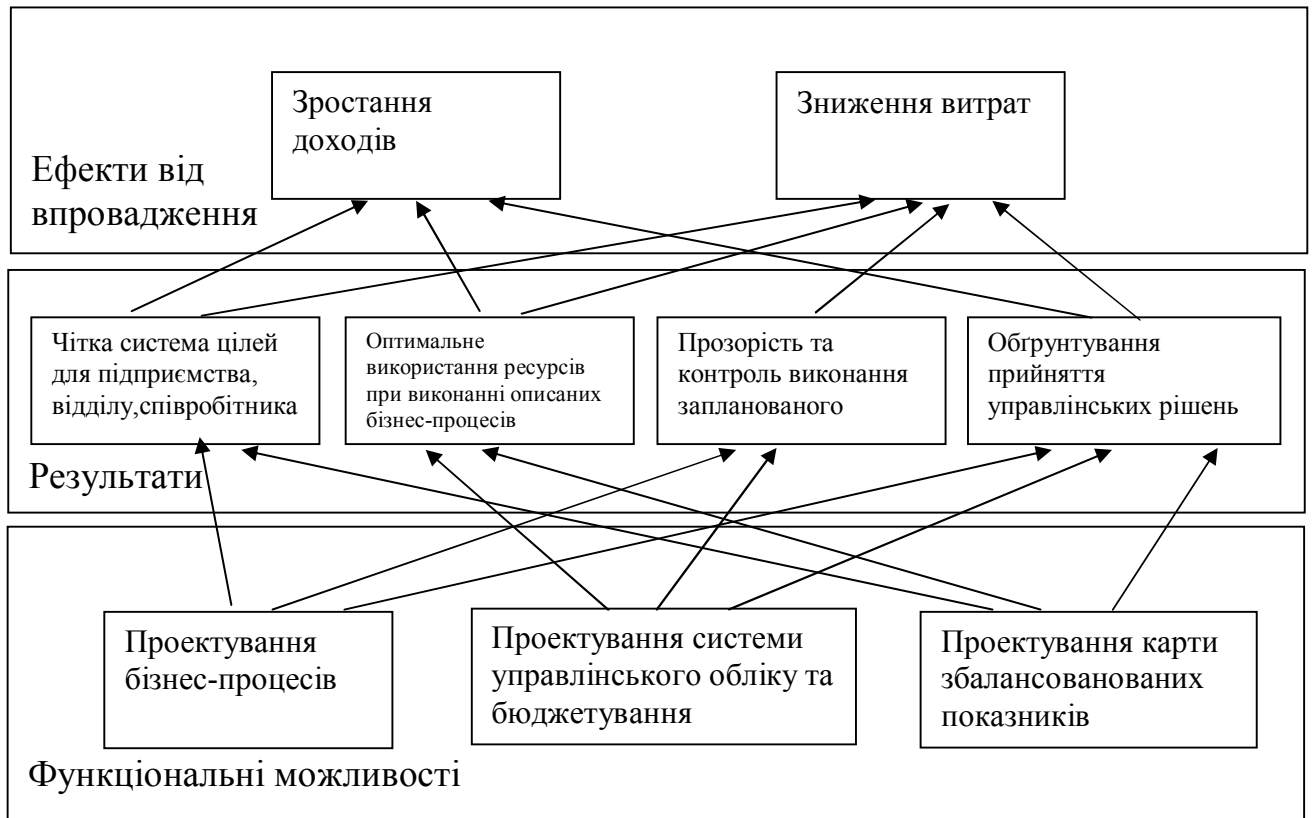 Зростання
доходів
Зниження витрат
Ефекти від
впровадження
Чітка система цілей
для підприємства,
відділу,співробітника
Оптимальне
використання ресурсів
при виконанні описаних
бізнес-процесів
Прозорість та
контроль виконання
запланованого
Обґрунтування
прийняття
управлінських рішень
Результати
Проектування
бізнес-процесів
Проектування системи
управлінського обліку та
бюджетування
Проектування карти
збалансованованих
показників
Функціональні можливості